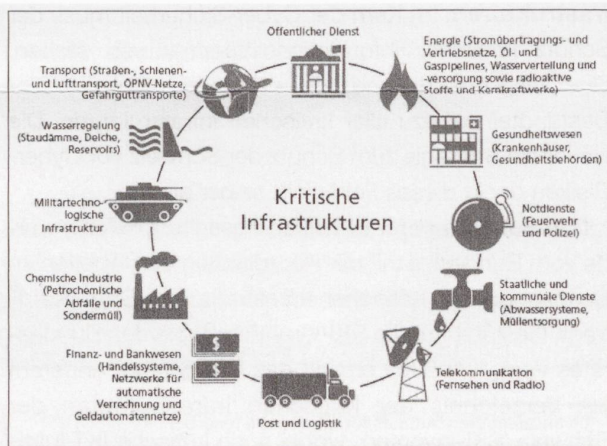 Öffentlicher Dienst
Energie (Stromübertragungs- und
Vertriebsnetze, Öl- und
Gaspipelines, Wasserverteilung und
-versorgung sowie radioaktive
Stoffe und Kernkraftwerke)
Gesundheitswesen
(Krankenhäuser,
Gesundheitsbehörden)
Notdienste
(Feuerwehr
und Polizei)
Staatliche und
kommunale Dienste
(Abwassersysteme,
Müllentsorgung)
Telekommunikation
(Fernsehen und Radio)
Post und Logistik
Finanz- und Bankwesen
(Handelssysteme,
Netzwerke für
automatische
Verrechnung und
Geldautomatennetze)
Chemische Industrie
(Petrochemische
Abfälle und
Sondermüll)
Militärtechno-
logische
Infrastruktur
Wasserregelung
(Staudämme, Deiche,
Reservoirs)
Transport (Straßen-, Schienen-
und Lufttransport, ÖPNV-Netze,
Gefahrguttransporte)
Kritische
Infrastrukturen
$
$